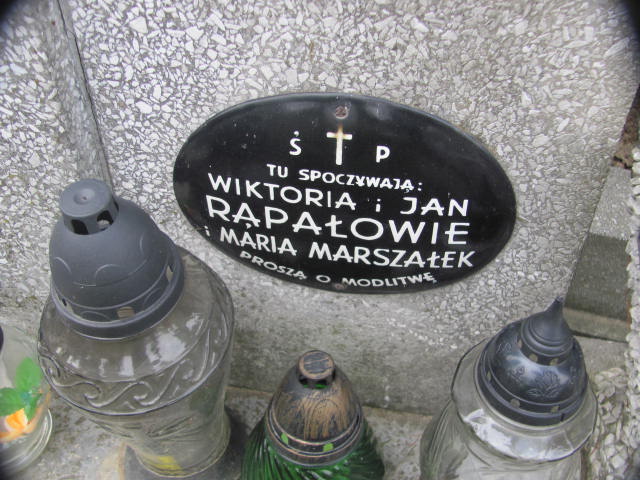 Ś P
TU SPOCZYWAJĄ:
WIKTORIA i JAN
RĄPAŁOWIE
i MARIA MARSZAŁEK
PROSZĄ O MODLITWĘ